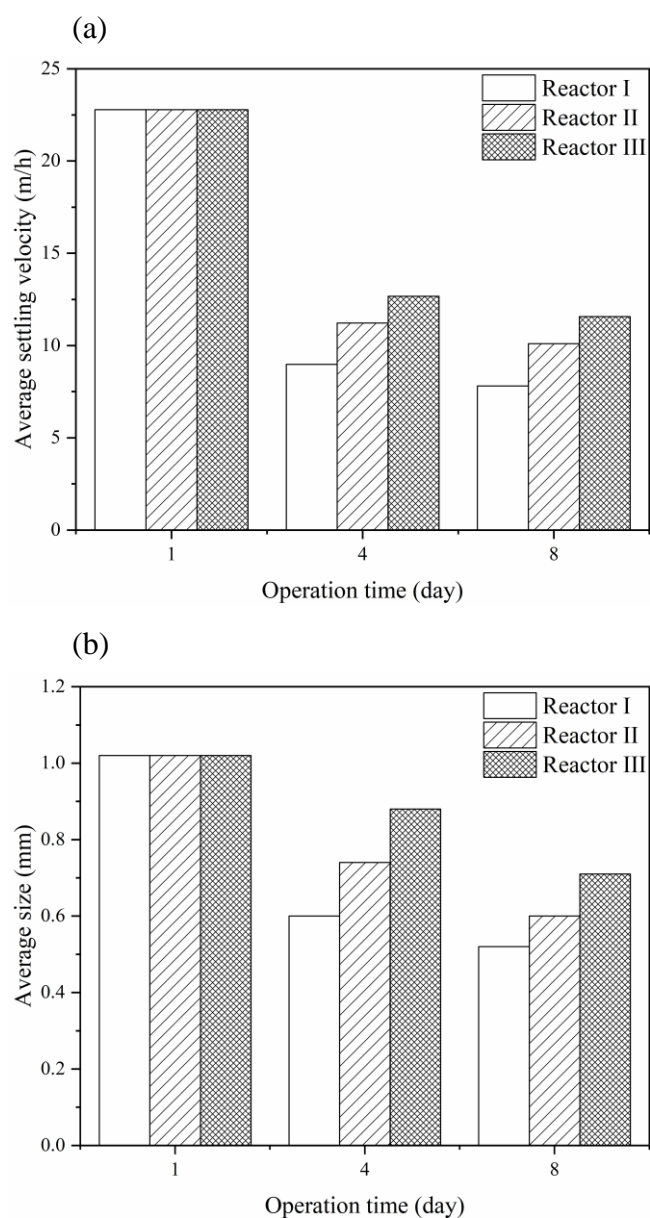 (a)
25
20
15
10
5
0
Average settling velocity (m/h)
Reactor I
Reactor II
Reactor III
1
4
8
Operation time (day)
(b)
1.2
1.0
0.8
0.6
0.4
0.2
0.0
Average size (mm)
Reactor I
Reactor II
Reactor III
1
4
8
Operation time (day)